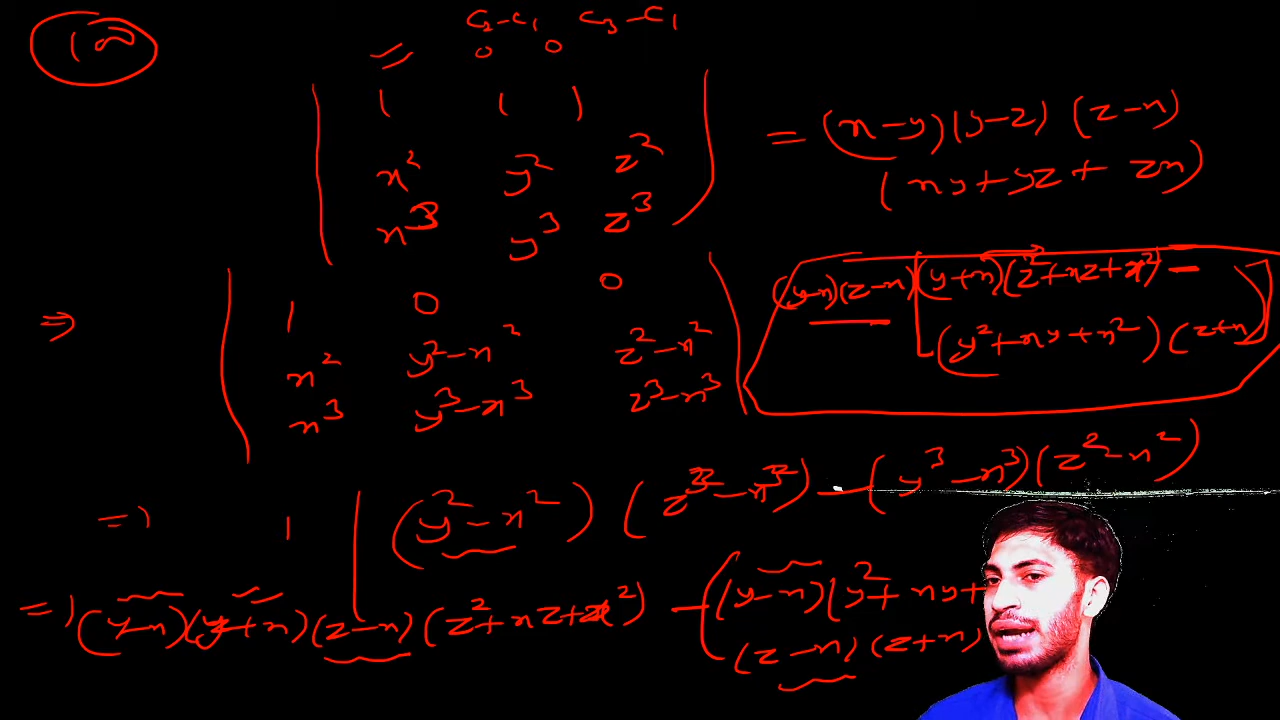 10
C₂-C₁ C₃-C₁
= 0 0
| 1 1 1 |
| x² y² z² |
| x³ y³ z³ |
= (x-y)(y-z)(z-x)
(xy+yz+zx)
⇒ | 1 0 0 |
| x² y²-x² z²-x² |
| x³ y³-x³ z³-x³ |
(y-x)(z-x)[(y+x)(z²+xz+x²) -
(y²+xy+x²)(z+x)]
⇒ 1 | (y²-x²)(z³-x³) - (y³-x³)(z²-x²)
⇒ (y-x)(y+x)(z-x)(z²+xz+x²) - (y-x)(y²+xy+
(z-x)(z+x)